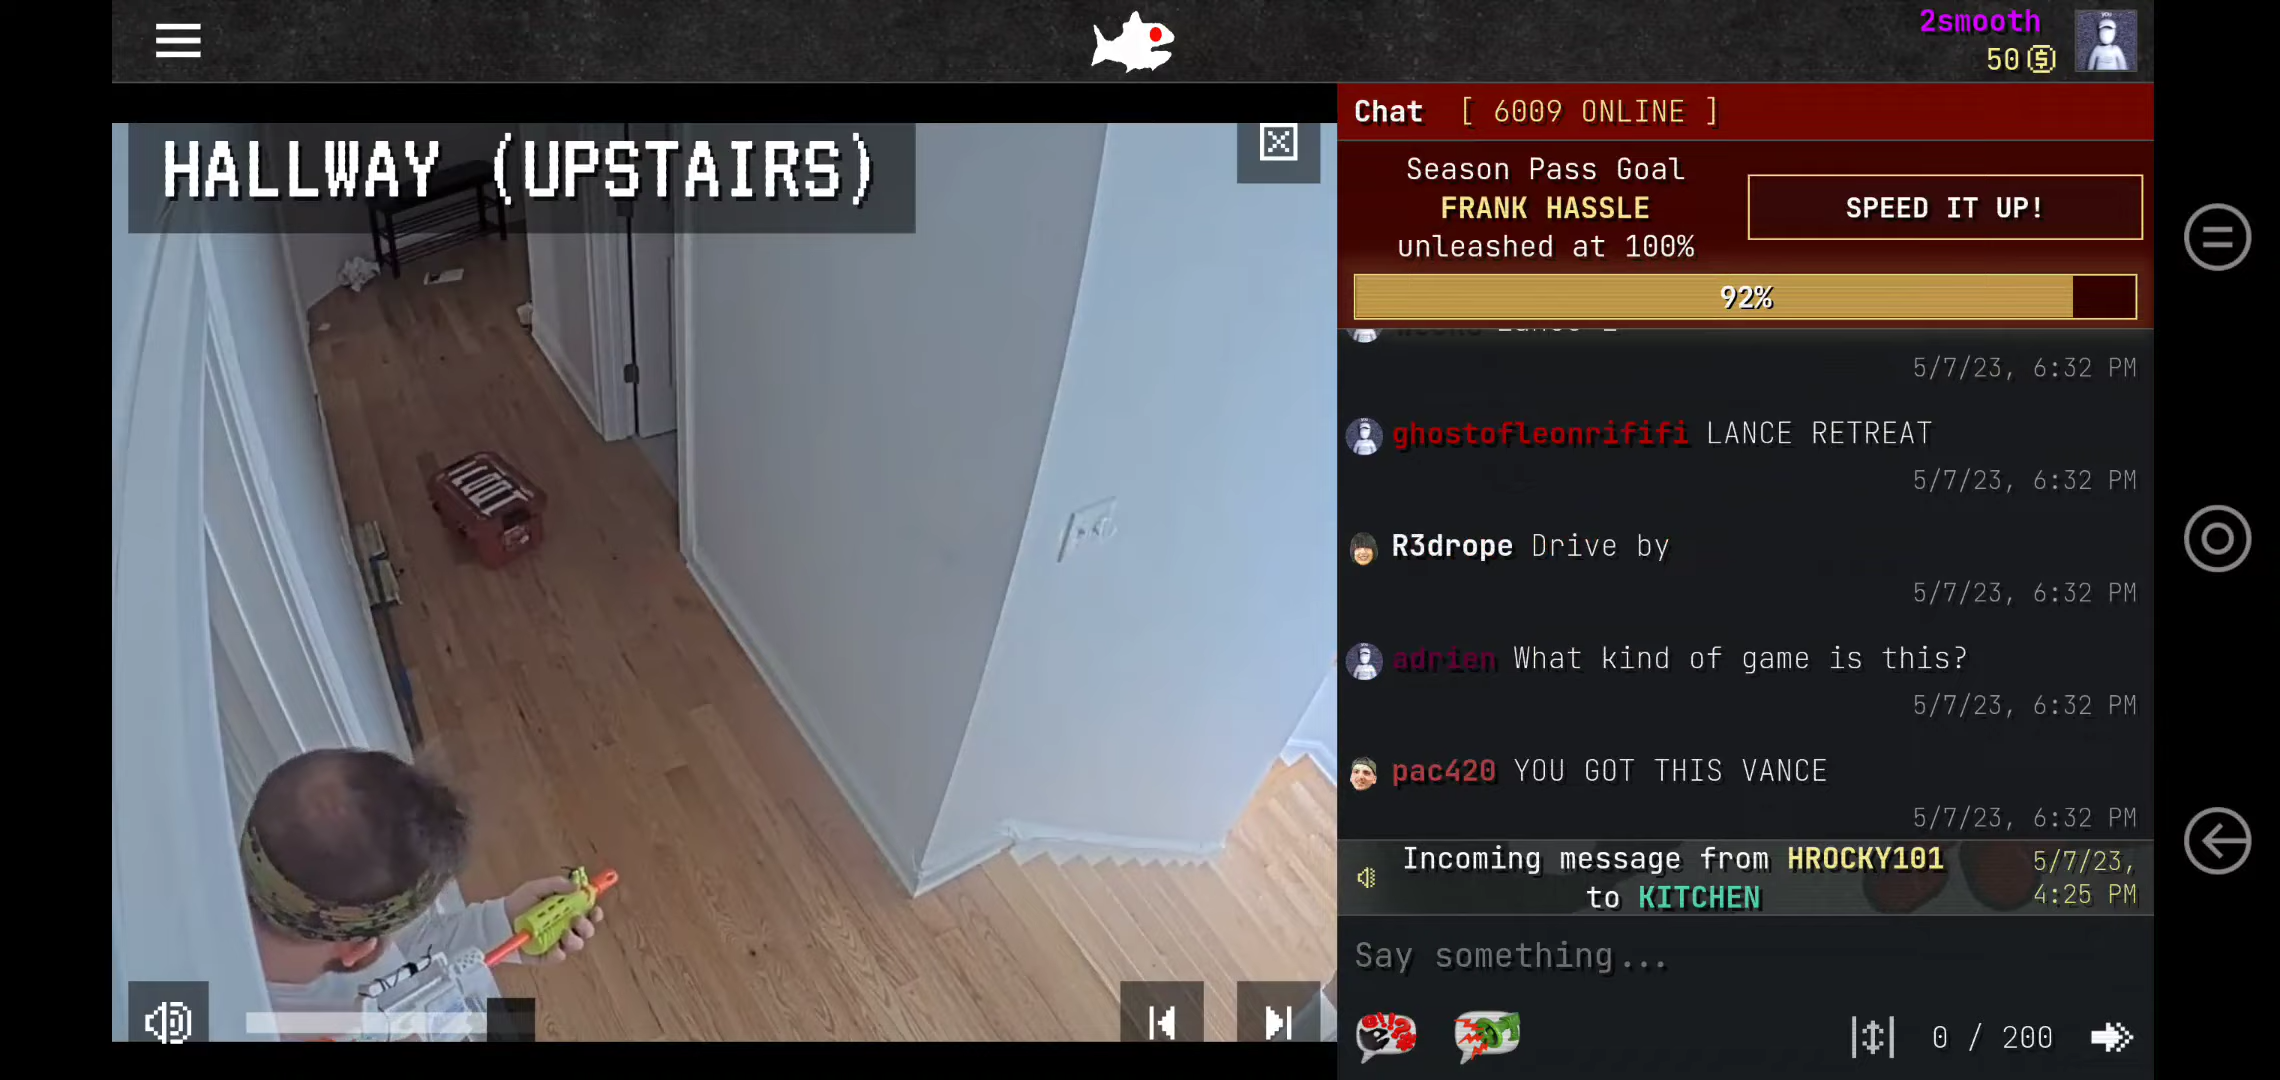 2smooth
50
HALLWAY (UPSTAIRS)
LOOT
Chat [ 6009 ONLINE ]
Season Pass Goal
FRANK HASSLE
unleashed at 100%
SPEED IT UP!
92%
5/7/23, 6:32 PM
ghostofleonrififi LANCE RETREAT
5/7/23, 6:32 PM
R3drope Drive by
5/7/23, 6:32 PM
adrien What kind of game is this?
5/7/23, 6:32 PM
pac420 YOU GOT THIS VANCE
5/7/23, 6:32 PM
Incoming message from HROCKY101
to KITCHEN
5/7/23,
4:25 PM
Say something...
0 / 200